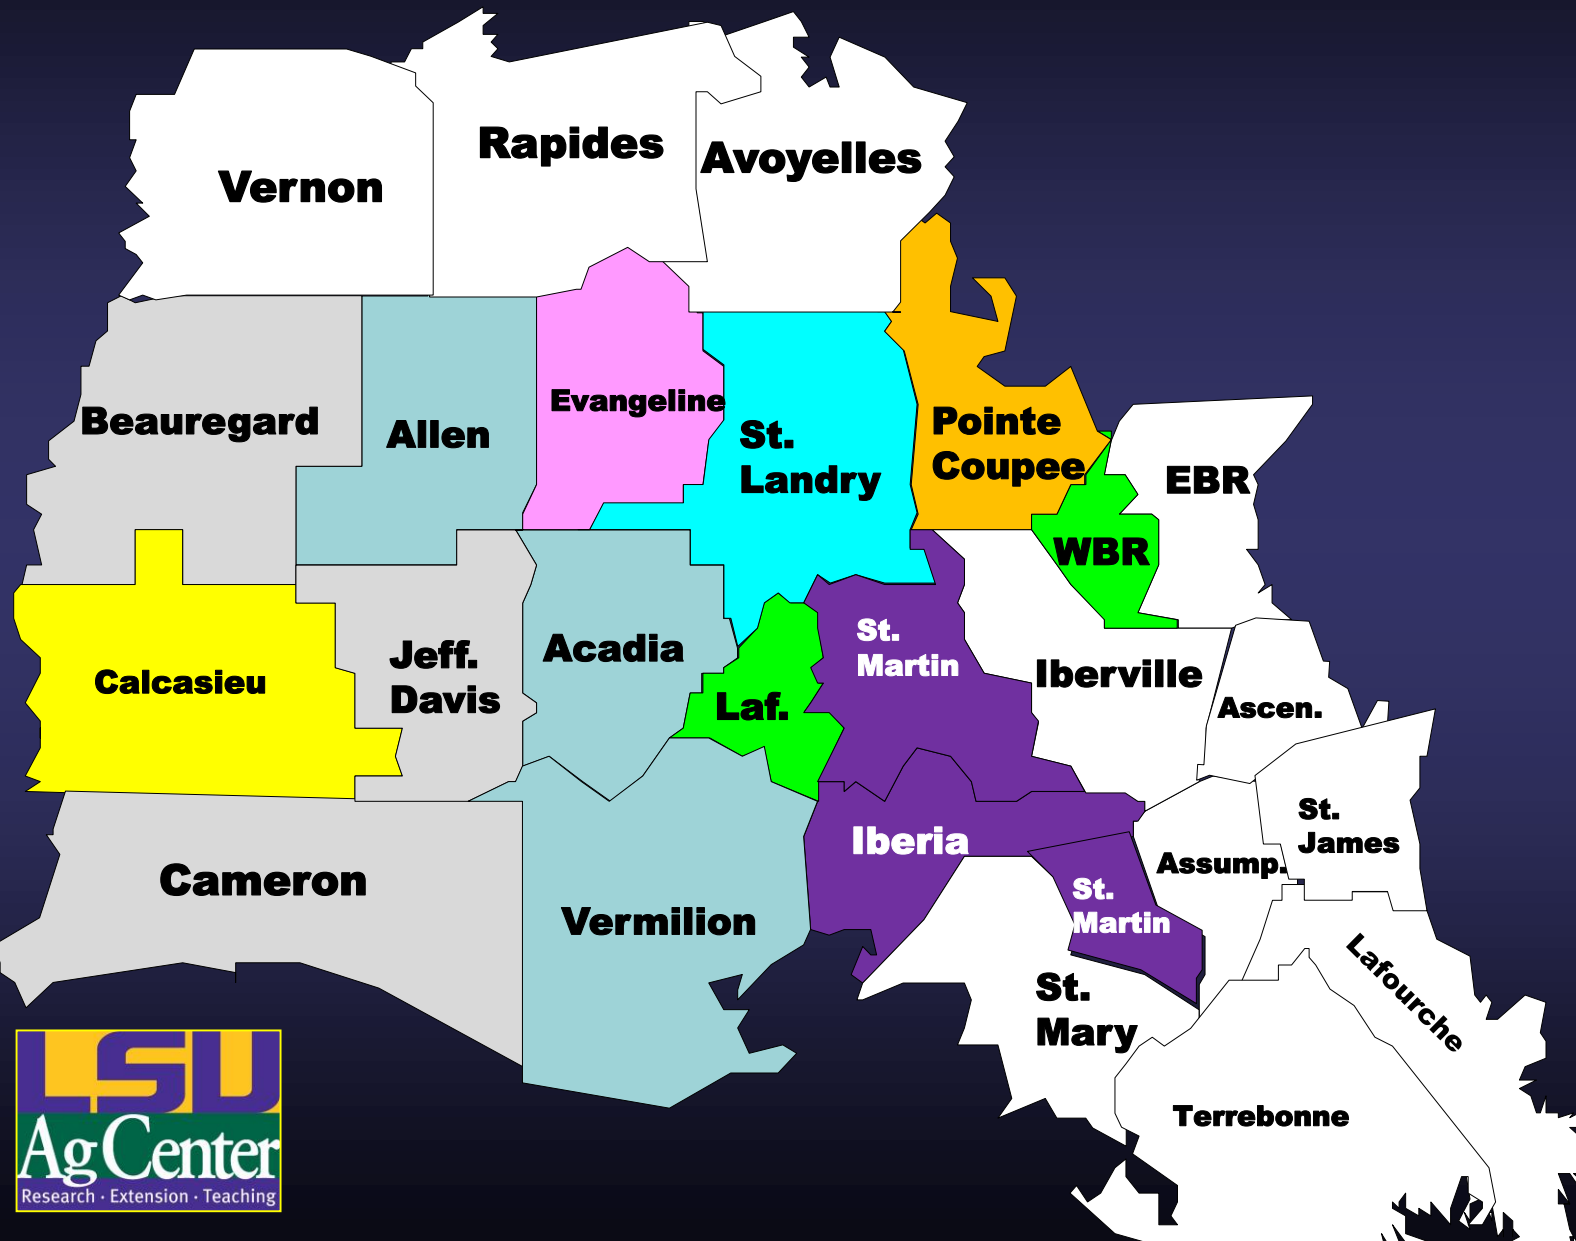 Rapides
Avoyelles
Vernon
Evangeline
Beauregard
Allen
St.
Landry
Pointe
Coupee
EBR
WBR
St.
Martin
Acadia
Jeff.
Davis
Calcasieu
Laf.
Iberville
Ascen.
St.
James
Iberia
Assump.
Cameron
St.
Martin
Vermilion
St.
Mary
Lafourche
Terrebonne
LSU
AgCenter
Research · Extension · Teaching